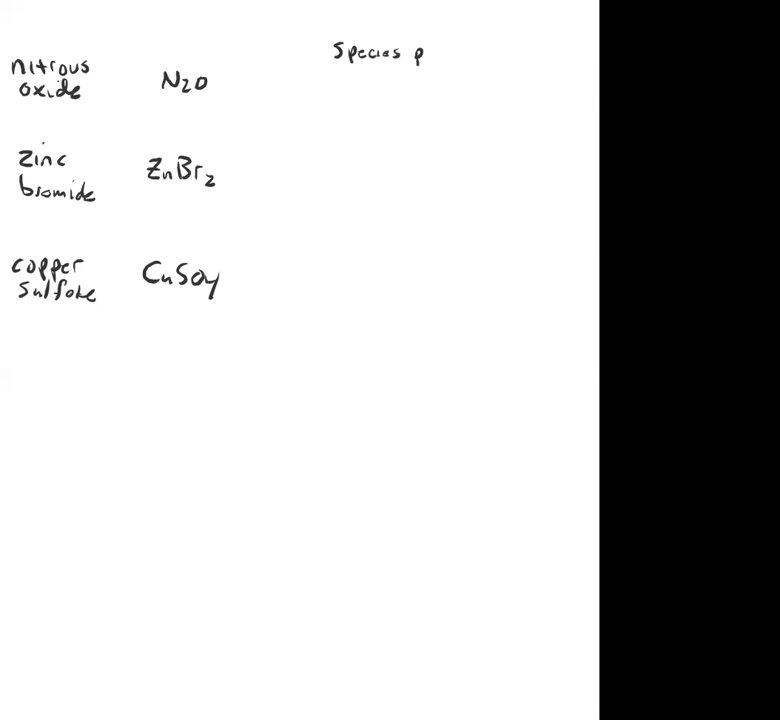 Species p
nitrous
oxide
N2O
zinc
bromide
ZnBr2
copper
sulfate
CuSO4